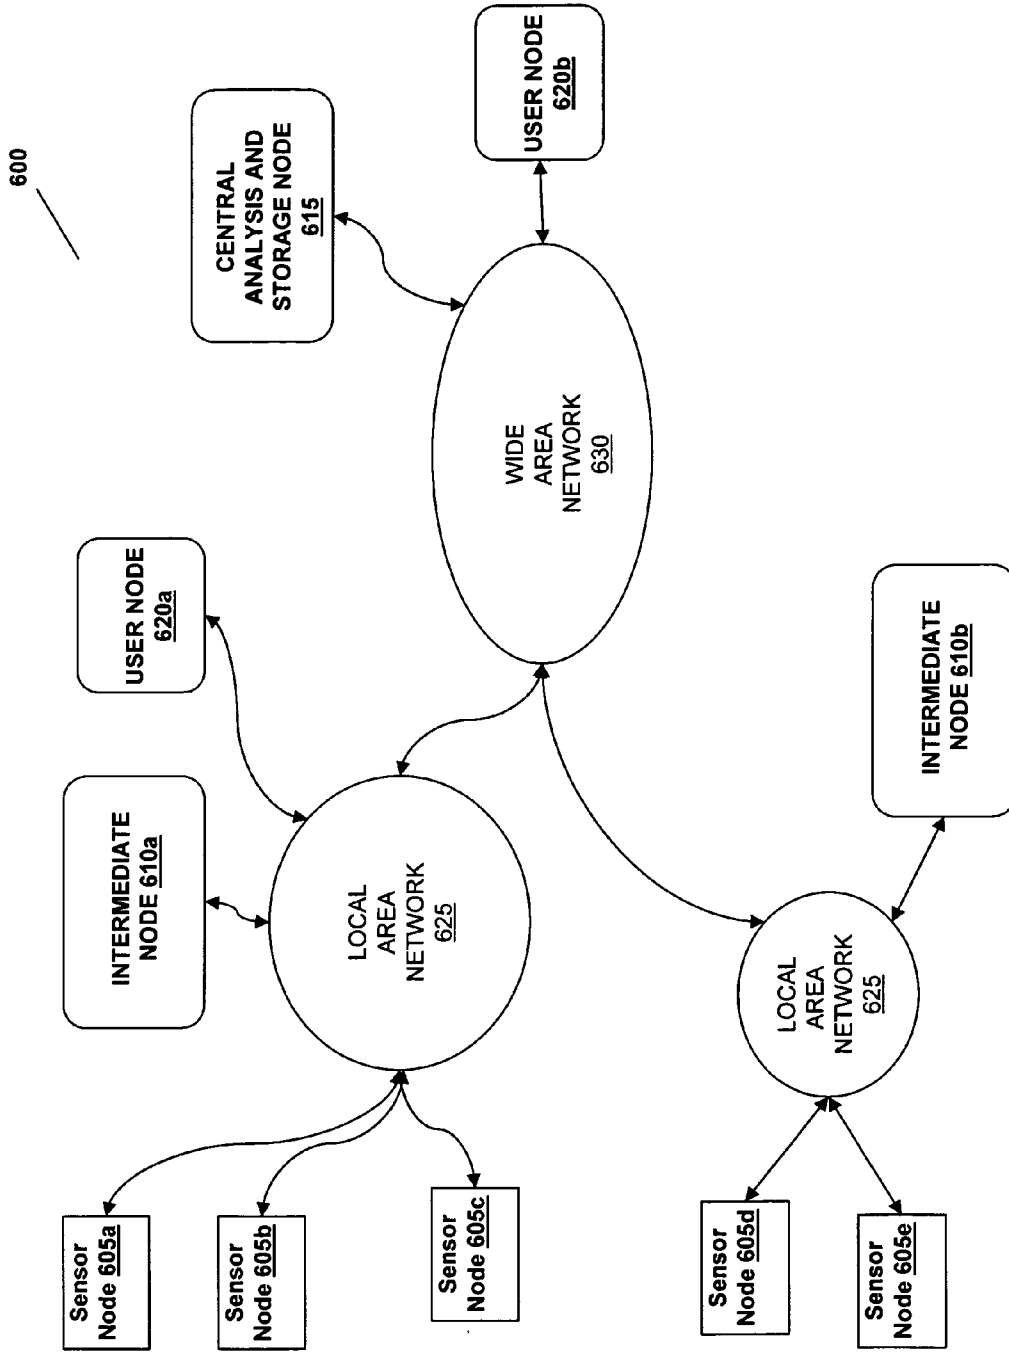 600
CENTRAL
ANALYSIS AND
STORAGE NODE
615
USER NODE
620b
USER NODE
620a
WIDE
AREA
NETWORK
630
INTERMEDIATE
NODE 610a
LOCAL
AREA
NETWORK
625
INTERMEDIATE
NODE 610b
LOCAL
AREA
NETWORK
625
Sensor
Node 605a
Sensor
Node 605b
Sensor
Node 605c
Sensor
Node 605d
Sensor
Node 605e